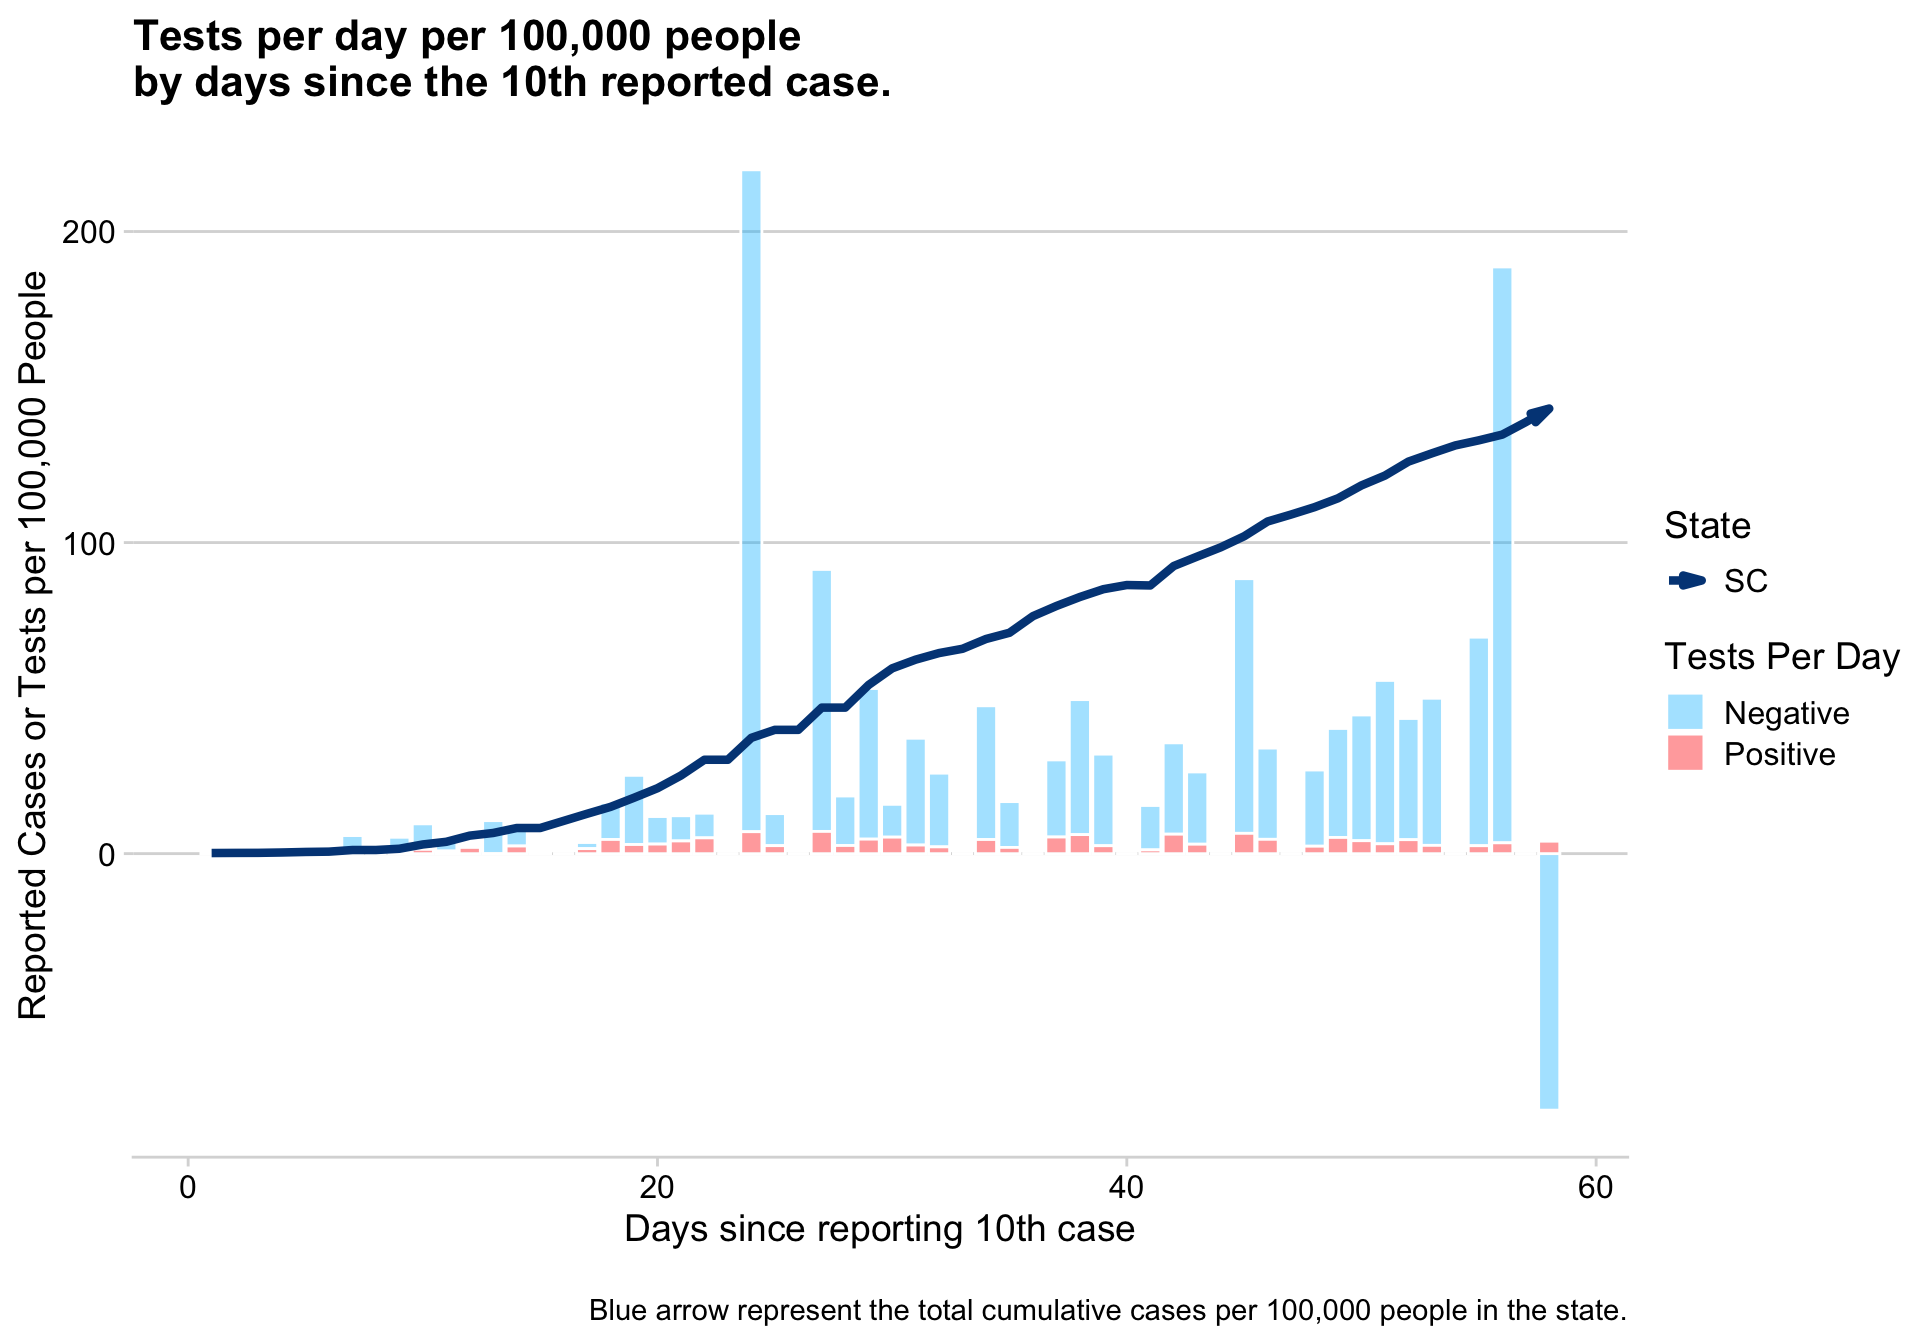 Tests per day per 100,000 people
by days since the 10th reported case.
Reported Cases or Tests per 100,000 People
200
100
0
0
20
40
60
Days since reporting 10th case
State
SC
Tests Per Day
Negative
Positive
Blue arrow represent the total cumulative cases per 100,000 people in the state.